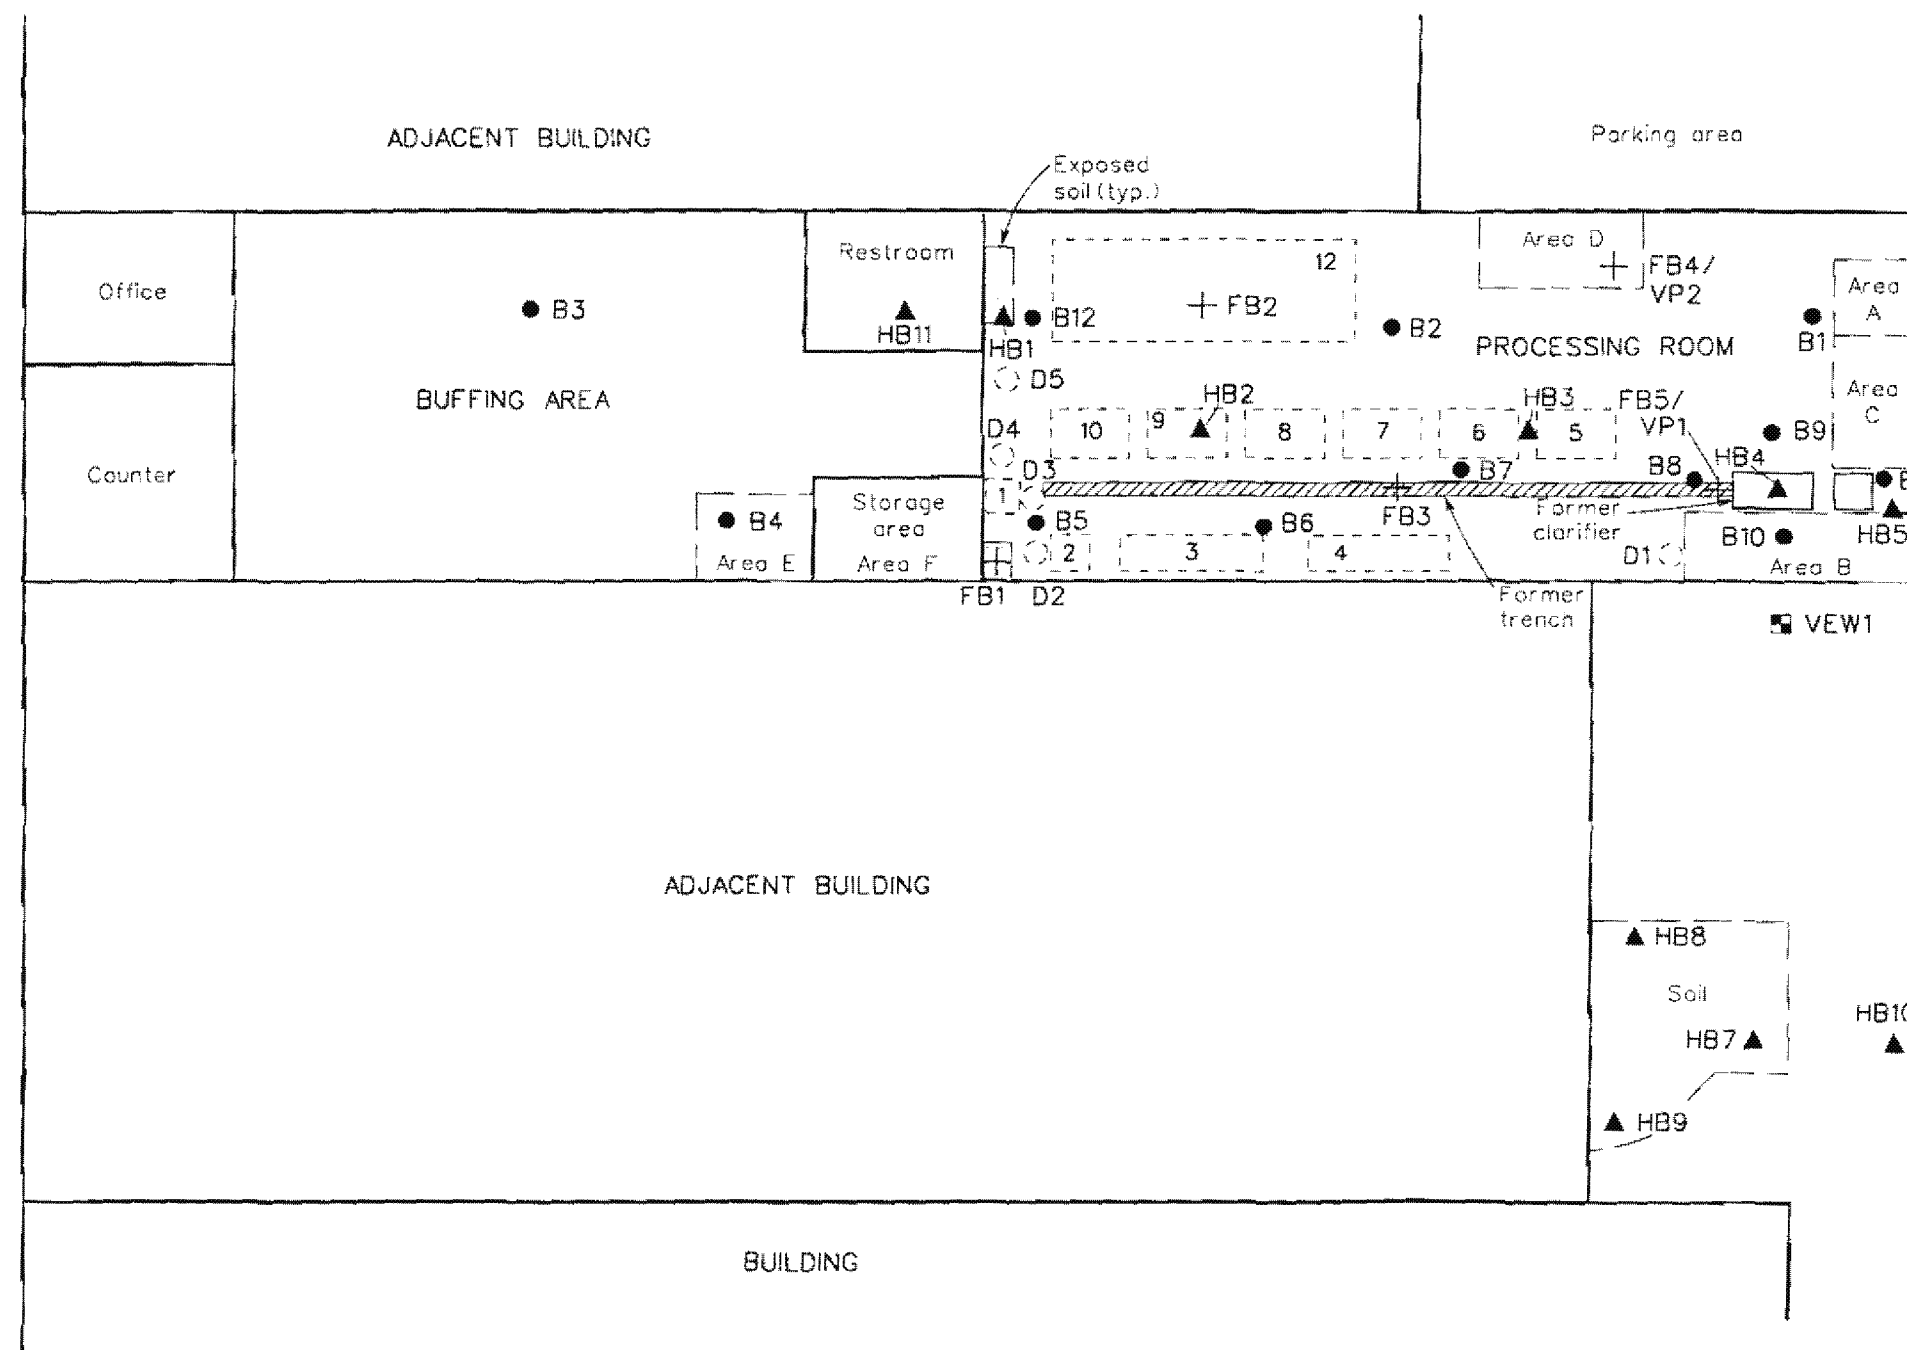 ADJACENT BUILDING
Parking area
Exposed
soil (typ.)
Restroom
Area D
12
Office
FB4/
VP2
Area
A
B3
HB11
HB1
B12
FB2
B2
PROCESSING ROOM
B1
D5
BUFFING AREA
HB2
HB3
FB5/
VP1
Area
C
D4
10
9
8
7
6
5
B9
Counter
D3
B7
B8
HB4
1
Storage
area
B4
B5
B6
FB3
Former
clarifier
B10
HB5
Area E
Area F
2
3
4
D1
Area B
FB1
D2
Former
trench
VEW1
ADJACENT BUILDING
HB8
Soil
HB7
HB10
HB9
BUILDING